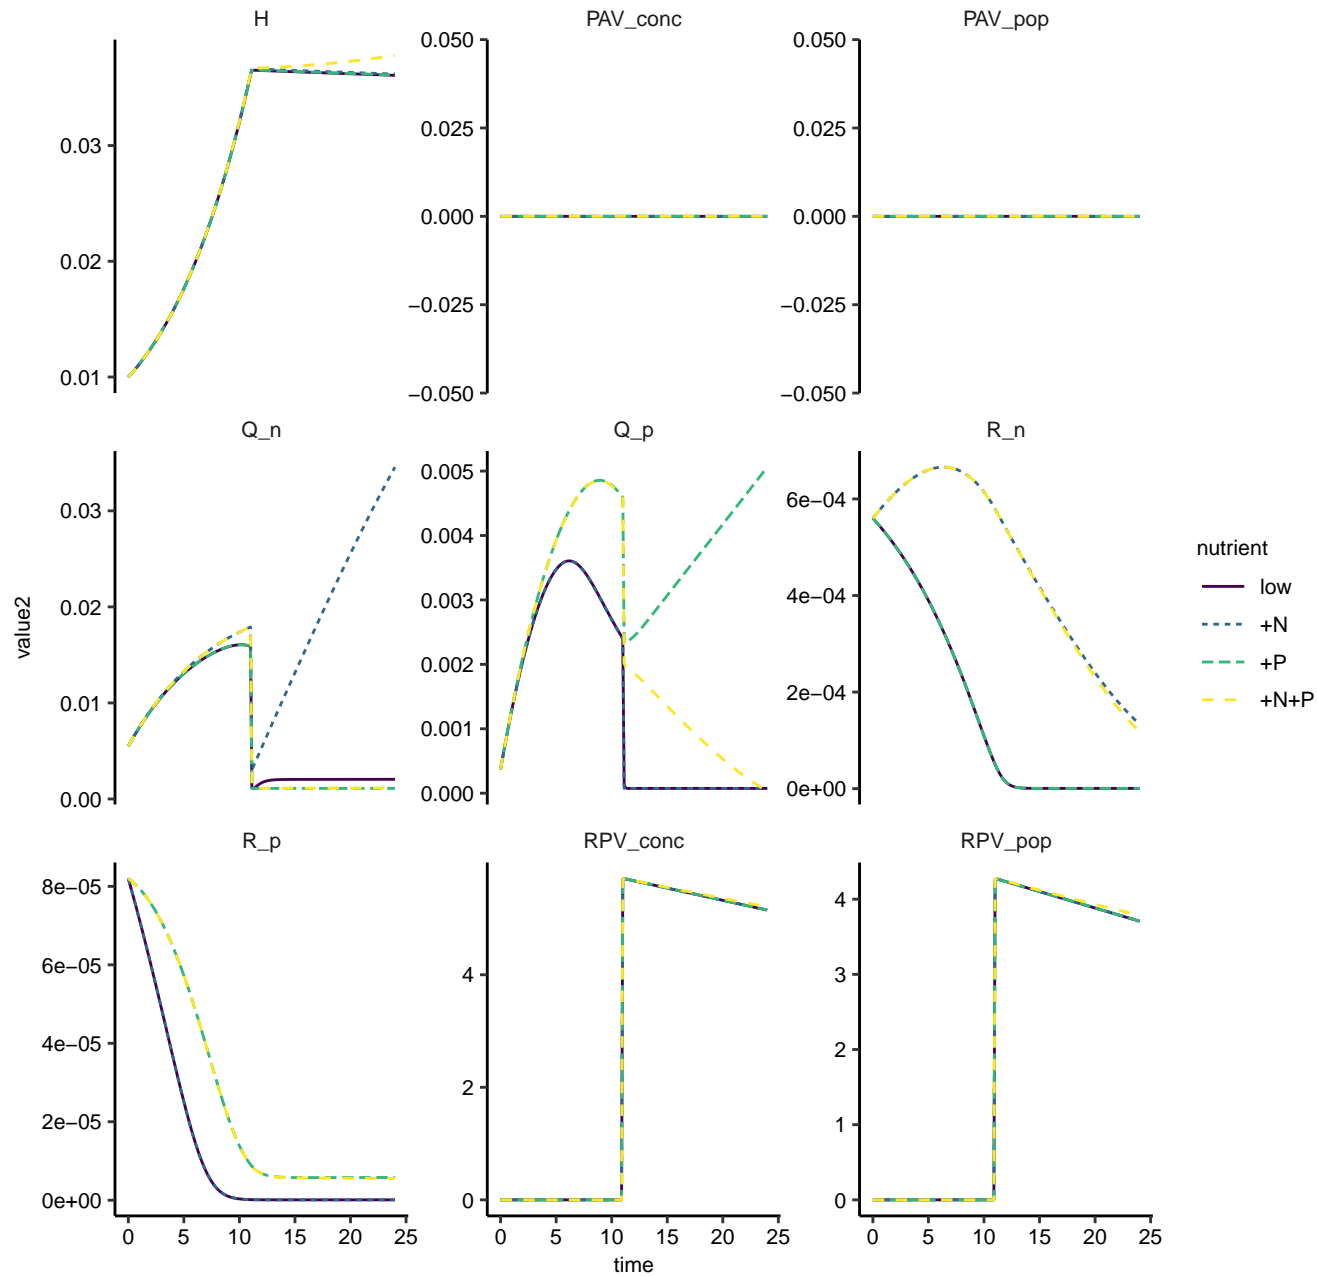 H
PAV_conc
PAV_pop
0.03
0.02
0.01
0.050
0.025
0.000
−0.025
−0.050
0.050
0.025
0.000
−0.025
−0.050
Q_n
Q_p
R_n
0.03
0.02
0.01
0.00
0.005
0.004
0.003
0.002
0.001
0.000
6e−04
4e−04
2e−04
0e+00
R_p
RPV_conc
RPV_pop
8e−05
6e−05
4e−05
2e−05
0e+00
4
2
0
4
3
2
1
0
0 5 10 15 20 25
0 5 10 15 20 25
0 5 10 15 20 25
time
value2
nutrient
low
+N
+P
+N+P